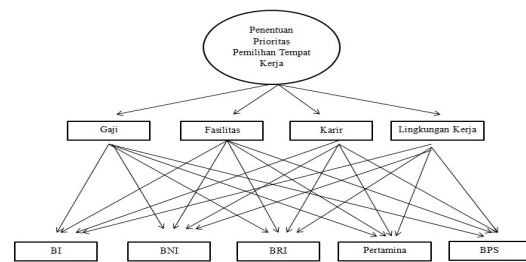 Penentuan
Prioritas
Pemilihan Tempat
Kerja
Gaji
Fasilitas
Karir
Lingkungan Kerja
BI
BNI
BRI
Pertamina
BPS